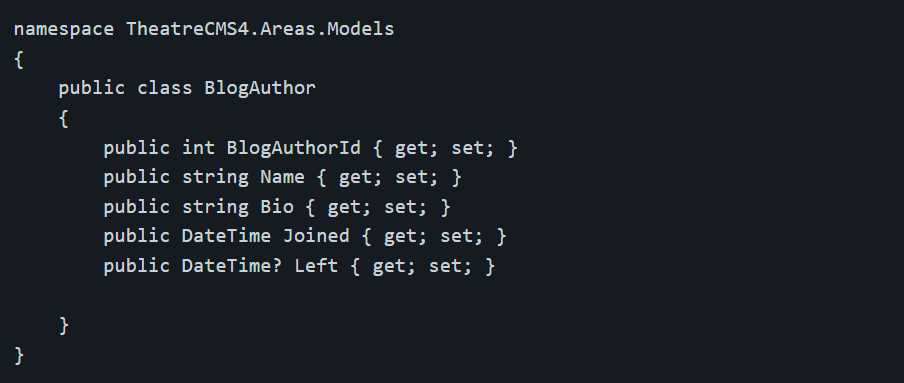 namespace TheatreCMS4.Areas.Models
{
    public class BlogAuthor
    {
        public int BlogAuthorId { get; set; }
        public string Name { get; set; }
        public string Bio { get; set; }
        public DateTime Joined { get; set; }
        public DateTime? Left { get; set; }

    }
}